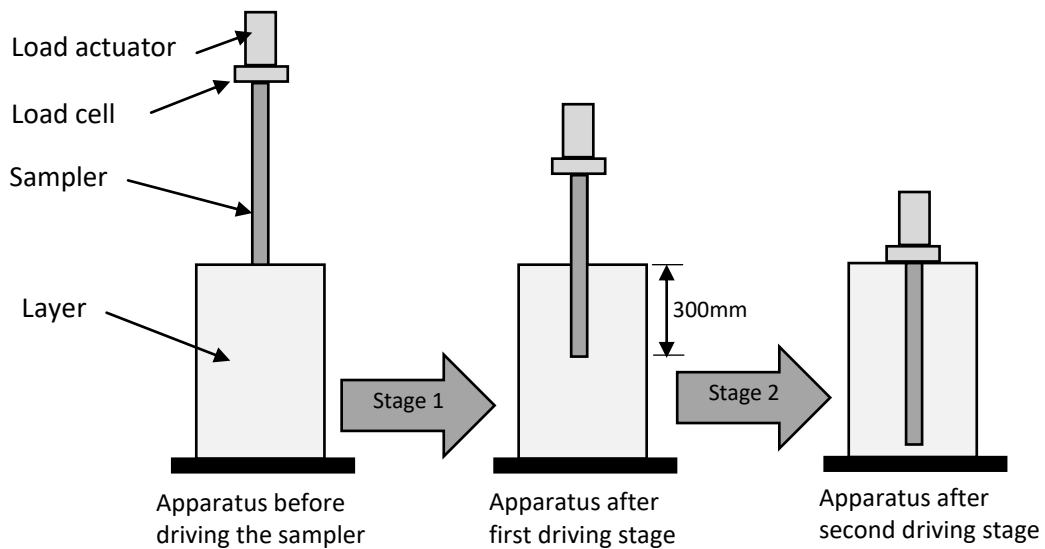 Load actuator
Load cell
Sampler
Layer
300mm
Stage 1
Stage 2
Apparatus before
driving the sampler
Apparatus after
first driving stage
Apparatus after
second driving stage